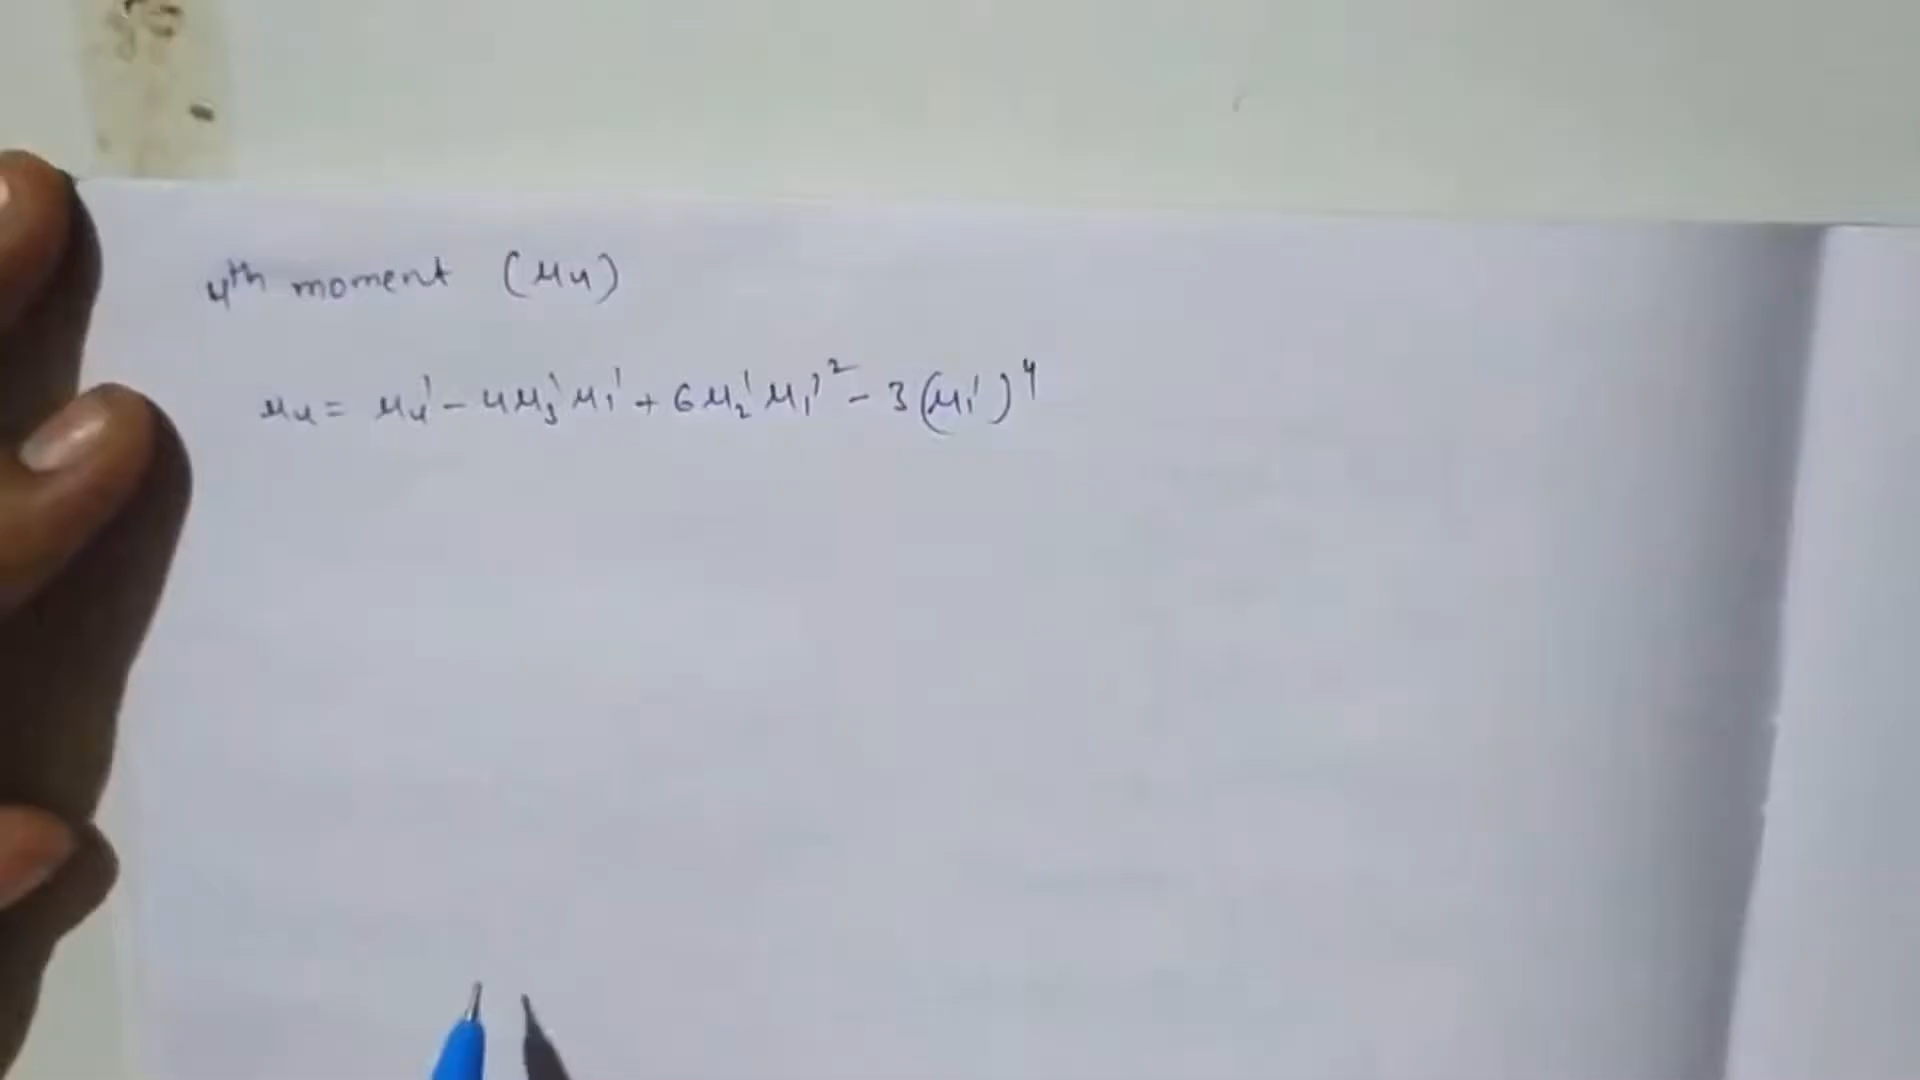 4th moment (μ4)
μ4 = μ4' - 4μ3'μ1' + 6μ2'μ1'² - 3(μ1')⁴